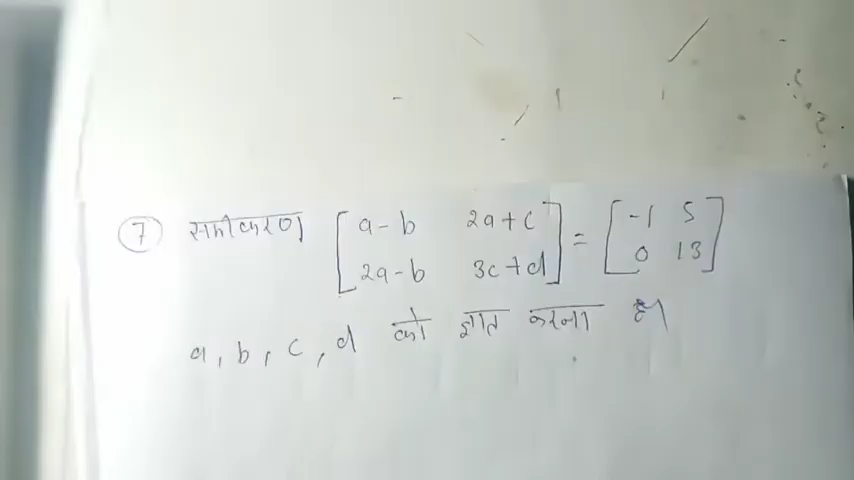 7 समीकरण [a-b 2a+c] = [-1 5]
[2a-b 3c+d] [0 13]
a, b, c, d को ज्ञात करना है।